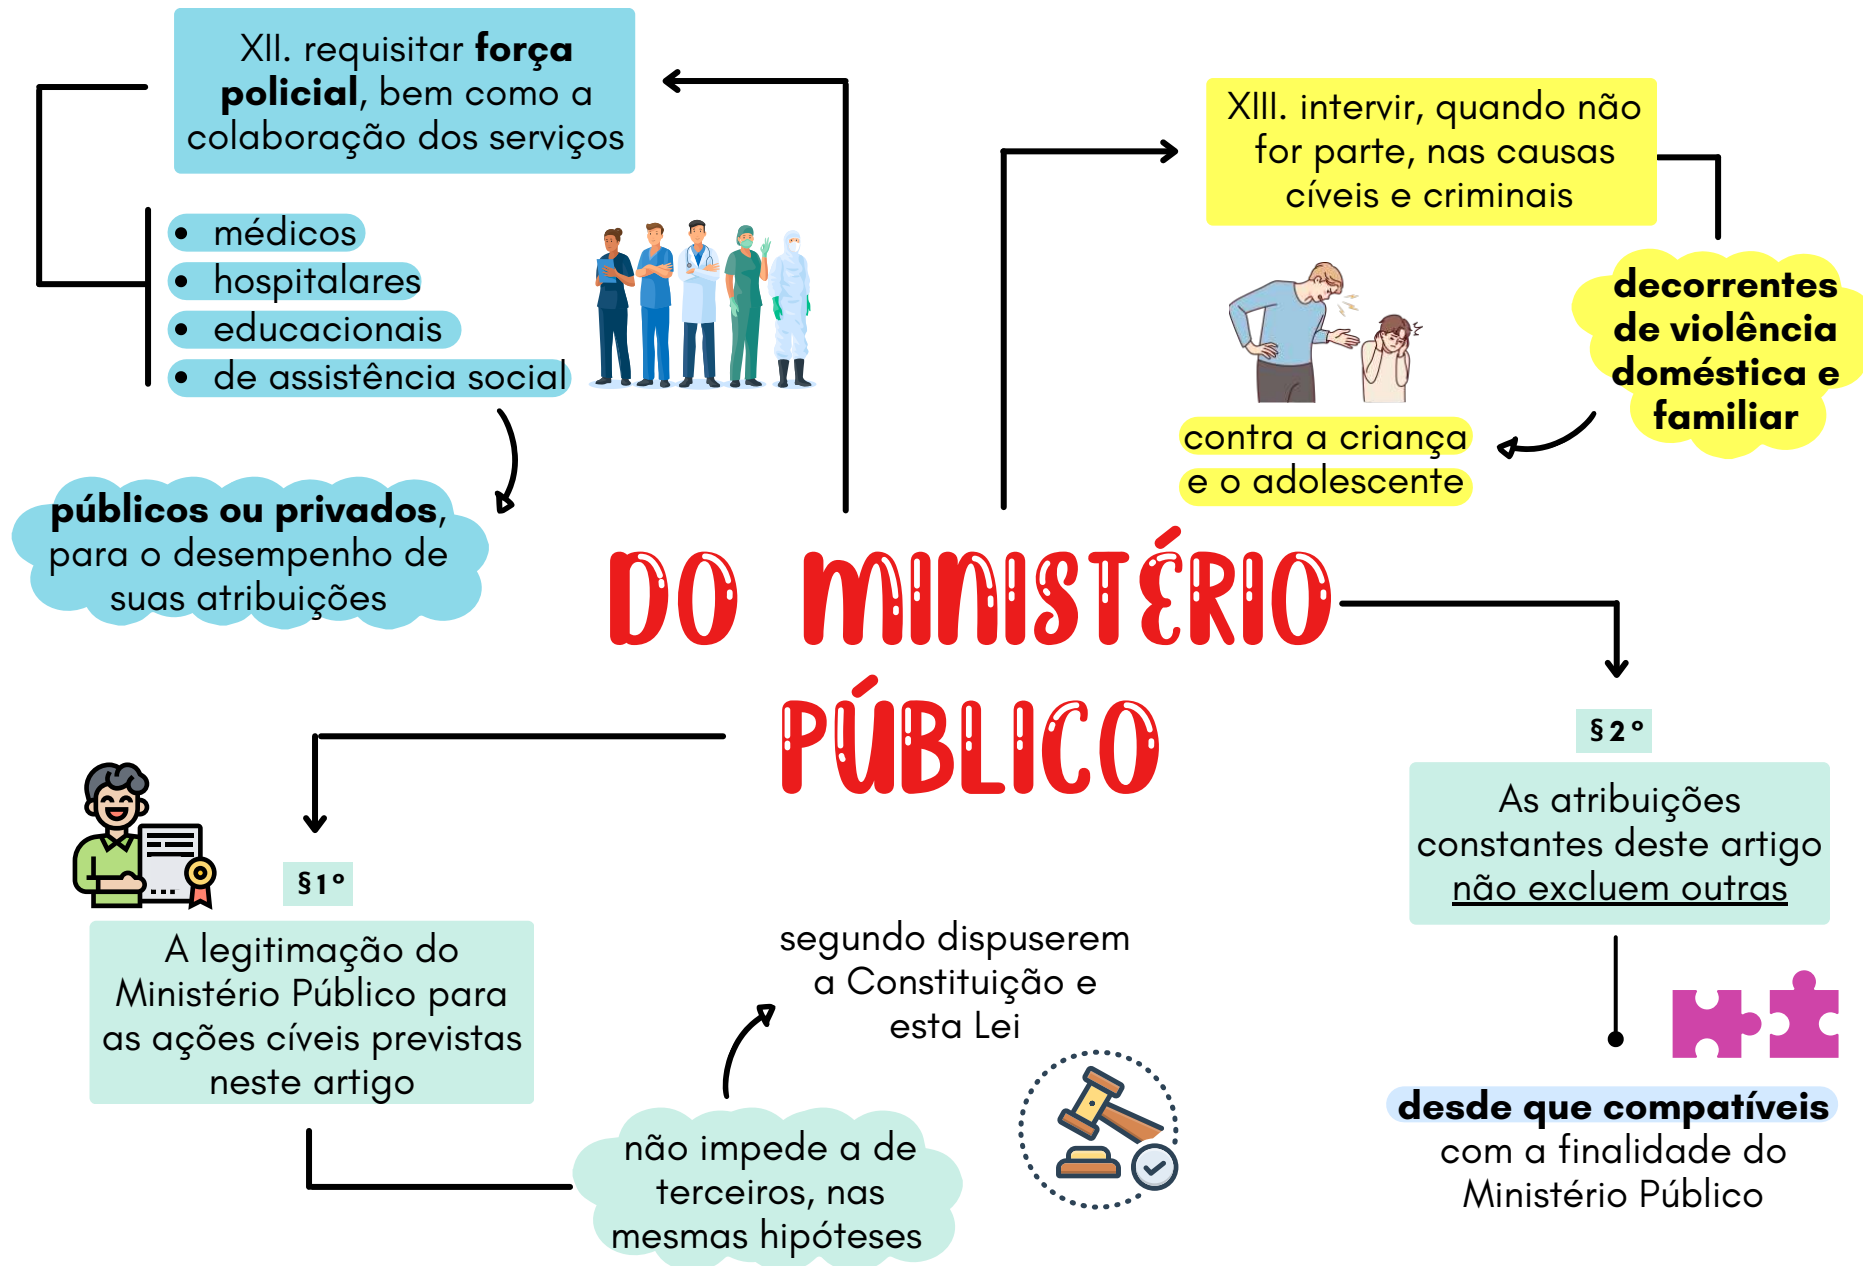 XII. requisitar força
policial, bem como a
colaboração dos serviços
• médicos
• hospitalares
• educacionais
• de assistência social
públicos ou privados,
para o desempenho de
suas atribuições
XIII. intervir, quando não
for parte, nas causas
cíveis e criminais
decorrentes
de violência
doméstica e
familiar
contra a criança
e o adolescente
DO MINISTÉRIO
PÚBLICO
§1º
A legitimação do
Ministério Público para
as ações cíveis previstas
neste artigo
não impede a de
terceiros, nas
mesmas hipóteses
segundo dispuserem
a Constituição e
esta Lei
§2º
As atribuições
constantes deste artigo
não excluem outras
desde que compatíveis
com a finalidade do
Ministério Público